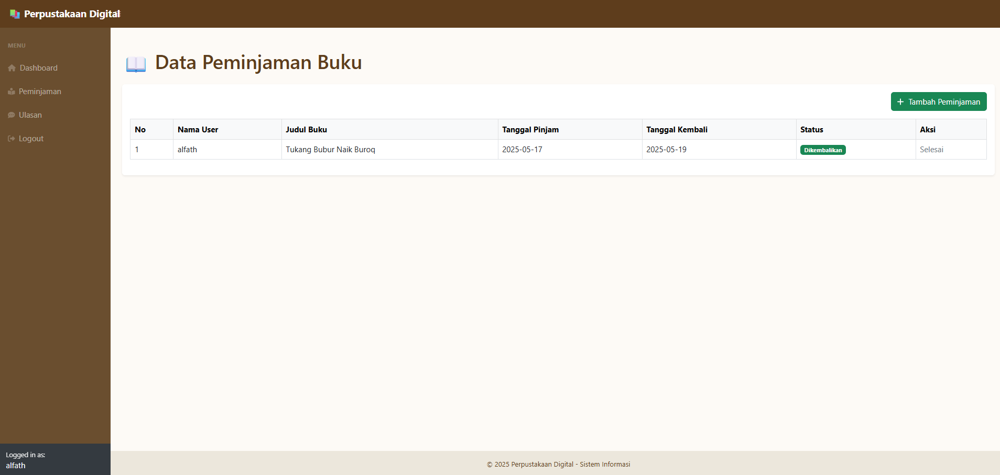 Perpustakaan Digital
MENU
Dashboard
Peminjaman
Ulasan
Logout
Data Peminjaman Buku
Tambah Peminjaman
No Nama User Judul Buku Tanggal Pinjam Tanggal Kembali Status Aksi
1 alfath Tukang Bubur Naik Buroq 2025-05-17 2025-05-19 Dikembalikan Selesai
Logged in as:
alfath
© 2025 Perpustakaan Digital - Sistem Informasi